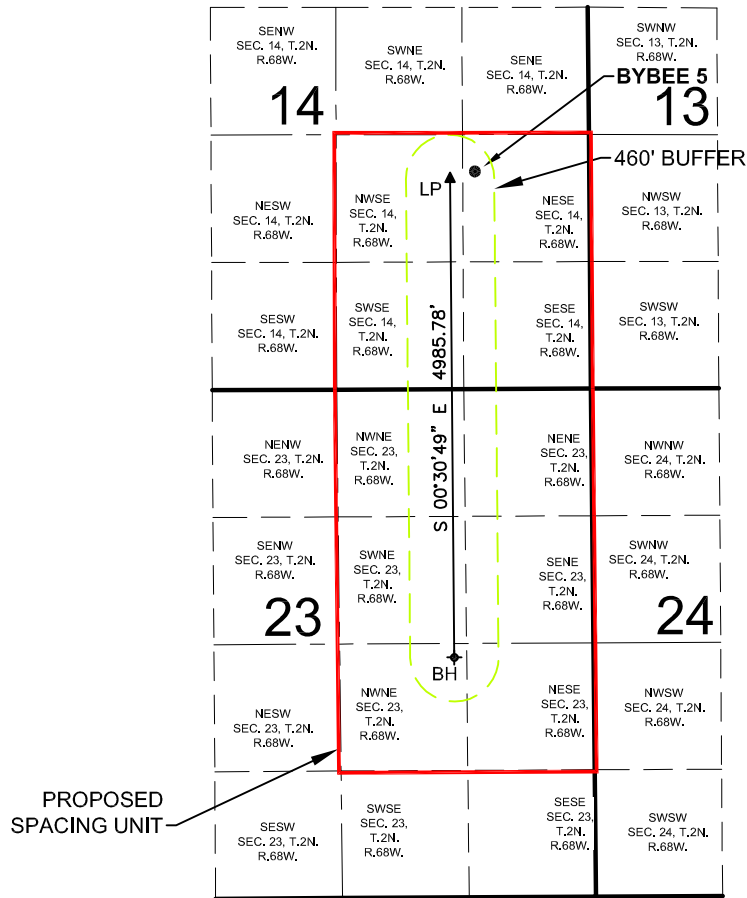 SENW
SEC. 14, T.2N.
R.68W.
SWNE
SEC. 14, T.2N.
R.68W.
SENE
SEC. 14, T.2N.
R.68W.
SWNW
SEC. 13, T.2N.
R.68W.
BYBEE 5
14
13
460' BUFFER
LP
NESW
SEC. 14, T.2N.
R.68W.
NWSE
SEC. 14,
T.2N.
R.68W.
NESE
SEC. 14,
T.2N.
R.68W.
NWSW
SEC. 13, T.2N.
R.68W.
SESW
SEC. 14, T.2N.
R.68W.
SWSE
SEC. 14,
T.2N.
R.68W.
SESE
SEC. 14,
T.2N.
R.68W.
SWSW
SEC. 13, T.2N.
R.68W.
S 00°30'49" E 4985.78'
NENW
SEC. 23, T.2N.
R.68W.
NWNE
SEC. 23,
T.2N.
R.68W.
NENE
SEC. 23,
T.2N.
R.68W.
NWNW
SEC. 24, T.2N.
R.68W.
SENW
SEC. 23, T.2N.
R.68W.
SWNE
SEC. 23,
T.2N.
R.68W.
SENE
SEC. 23,
T.2N.
R.68W.
SWNW
SEC. 24, T.2N.
R.68W.
23
24
BH
NESW
SEC. 23, T.2N.
R.68W.
NWNE
SEC. 23,
T.2N.
R.68W.
NESE
SEC. 23,
T.2N.
R.68W.
NWSW
SEC. 24, T.2N.
R.68W.
PROPOSED
SPACING UNIT
SESW
SEC. 23, T.2N.
R.68W.
SWSE
SEC. 23,
T.2N.
R.68W.
SESE
SEC. 23,
T.2N.
R.68W.
SWSW
SEC. 24, T.2N.
R.68W.